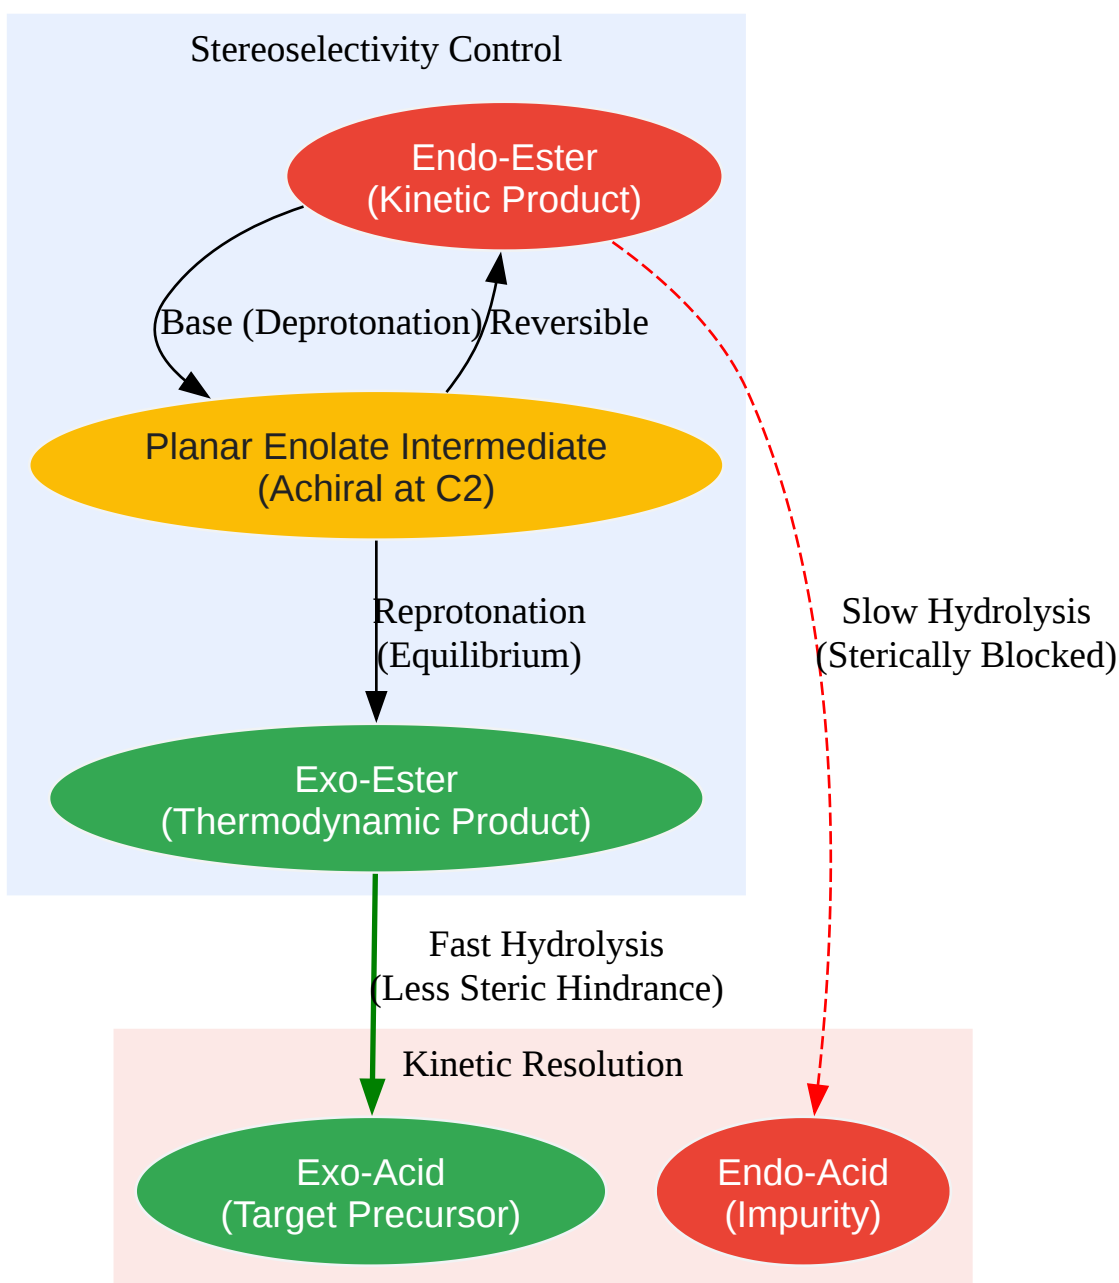 Stereoselectivity Control
Endo-Ester
(Kinetic Product)
Base (Deprotonation)
Reversible
Planar Enolate Intermediate
(Achiral at C2)
Reprotonation
(Equilibrium)
Slow Hydrolysis
(Sterically Blocked)
Exo-Ester
(Thermodynamic Product)
Fast Hydrolysis
(Less Steric Hindrance)
Kinetic Resolution
Exo-Acid
(Target Precursor)
Endo-Acid
(Impurity)